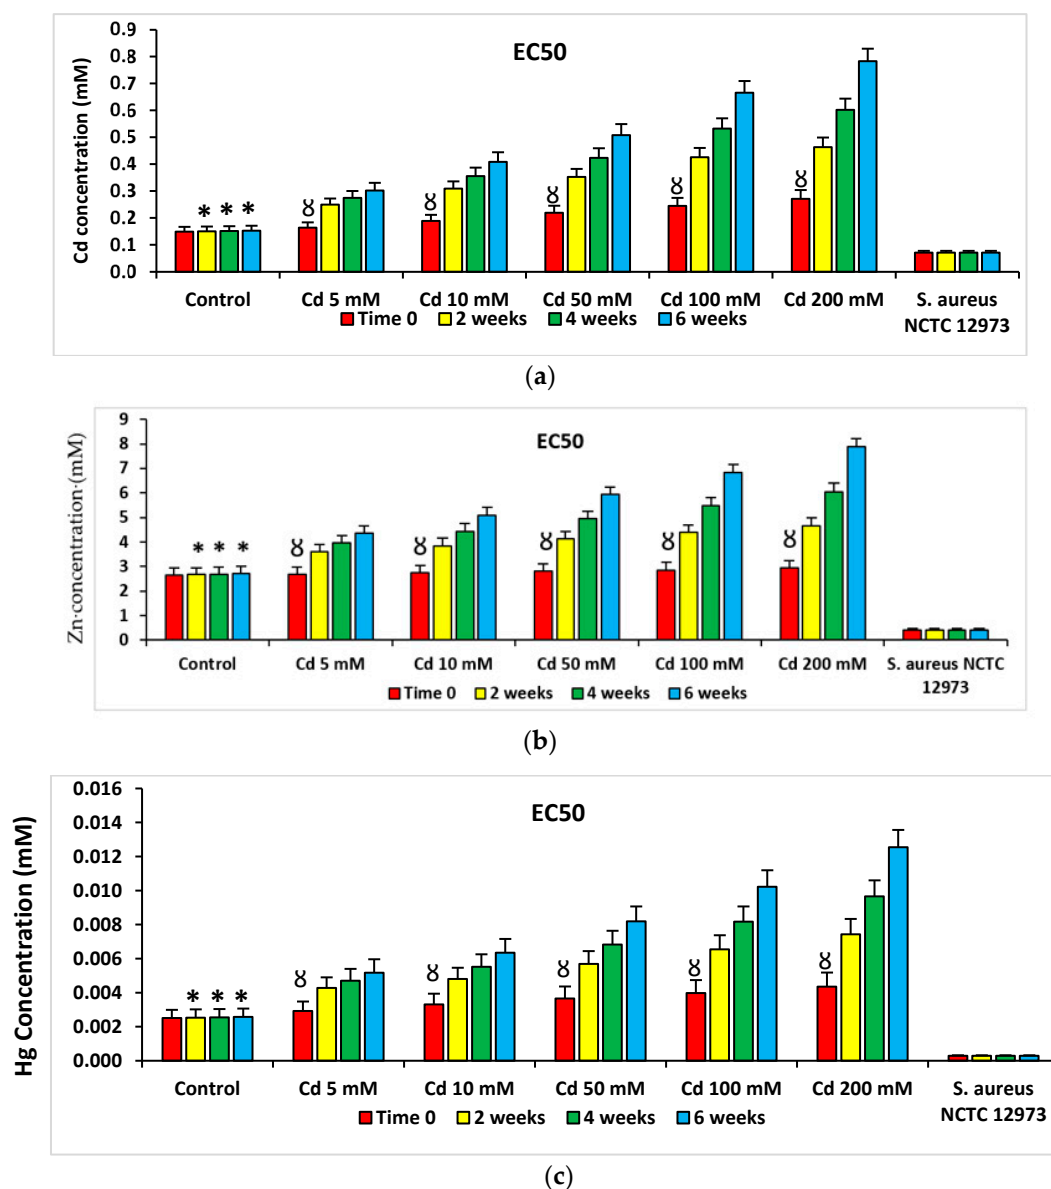 EC50
Cd concentration (mM)
0.9
0.8
0.7
0.6
0.5
0.4
0.3
0.2
0.1
0.0
* * *
Control Cd 5 mM Cd 10 mM Cd 50 mM Cd 100 mM Cd 200 mM S. aureus
NCTC 12973
Time 0 2 weeks 4 weeks 6 weeks
(a)
EC50
Zn·concentration·(mM)
9
8
7
6
5
4
3
2
1
0
* * *
Control Cd 5 mM Cd 10 mM Cd 50 mM Cd 100 mM Cd 200 mM S. aureus NCTC
12973
Time 0 2 weeks 4 weeks 6 weeks
(b)
EC50
Hg Concentration (mM)
0.016
0.014
0.012
0.010
0.008
0.006
0.004
0.002
0.000
* * *
Control Cd 5 mM Cd 10 mM Cd 50 mM Cd 100 mM Cd 200 mM S. aureus
NCTC 12973
Time 0 2 weeks 4 weeks 6 weeks
(c)